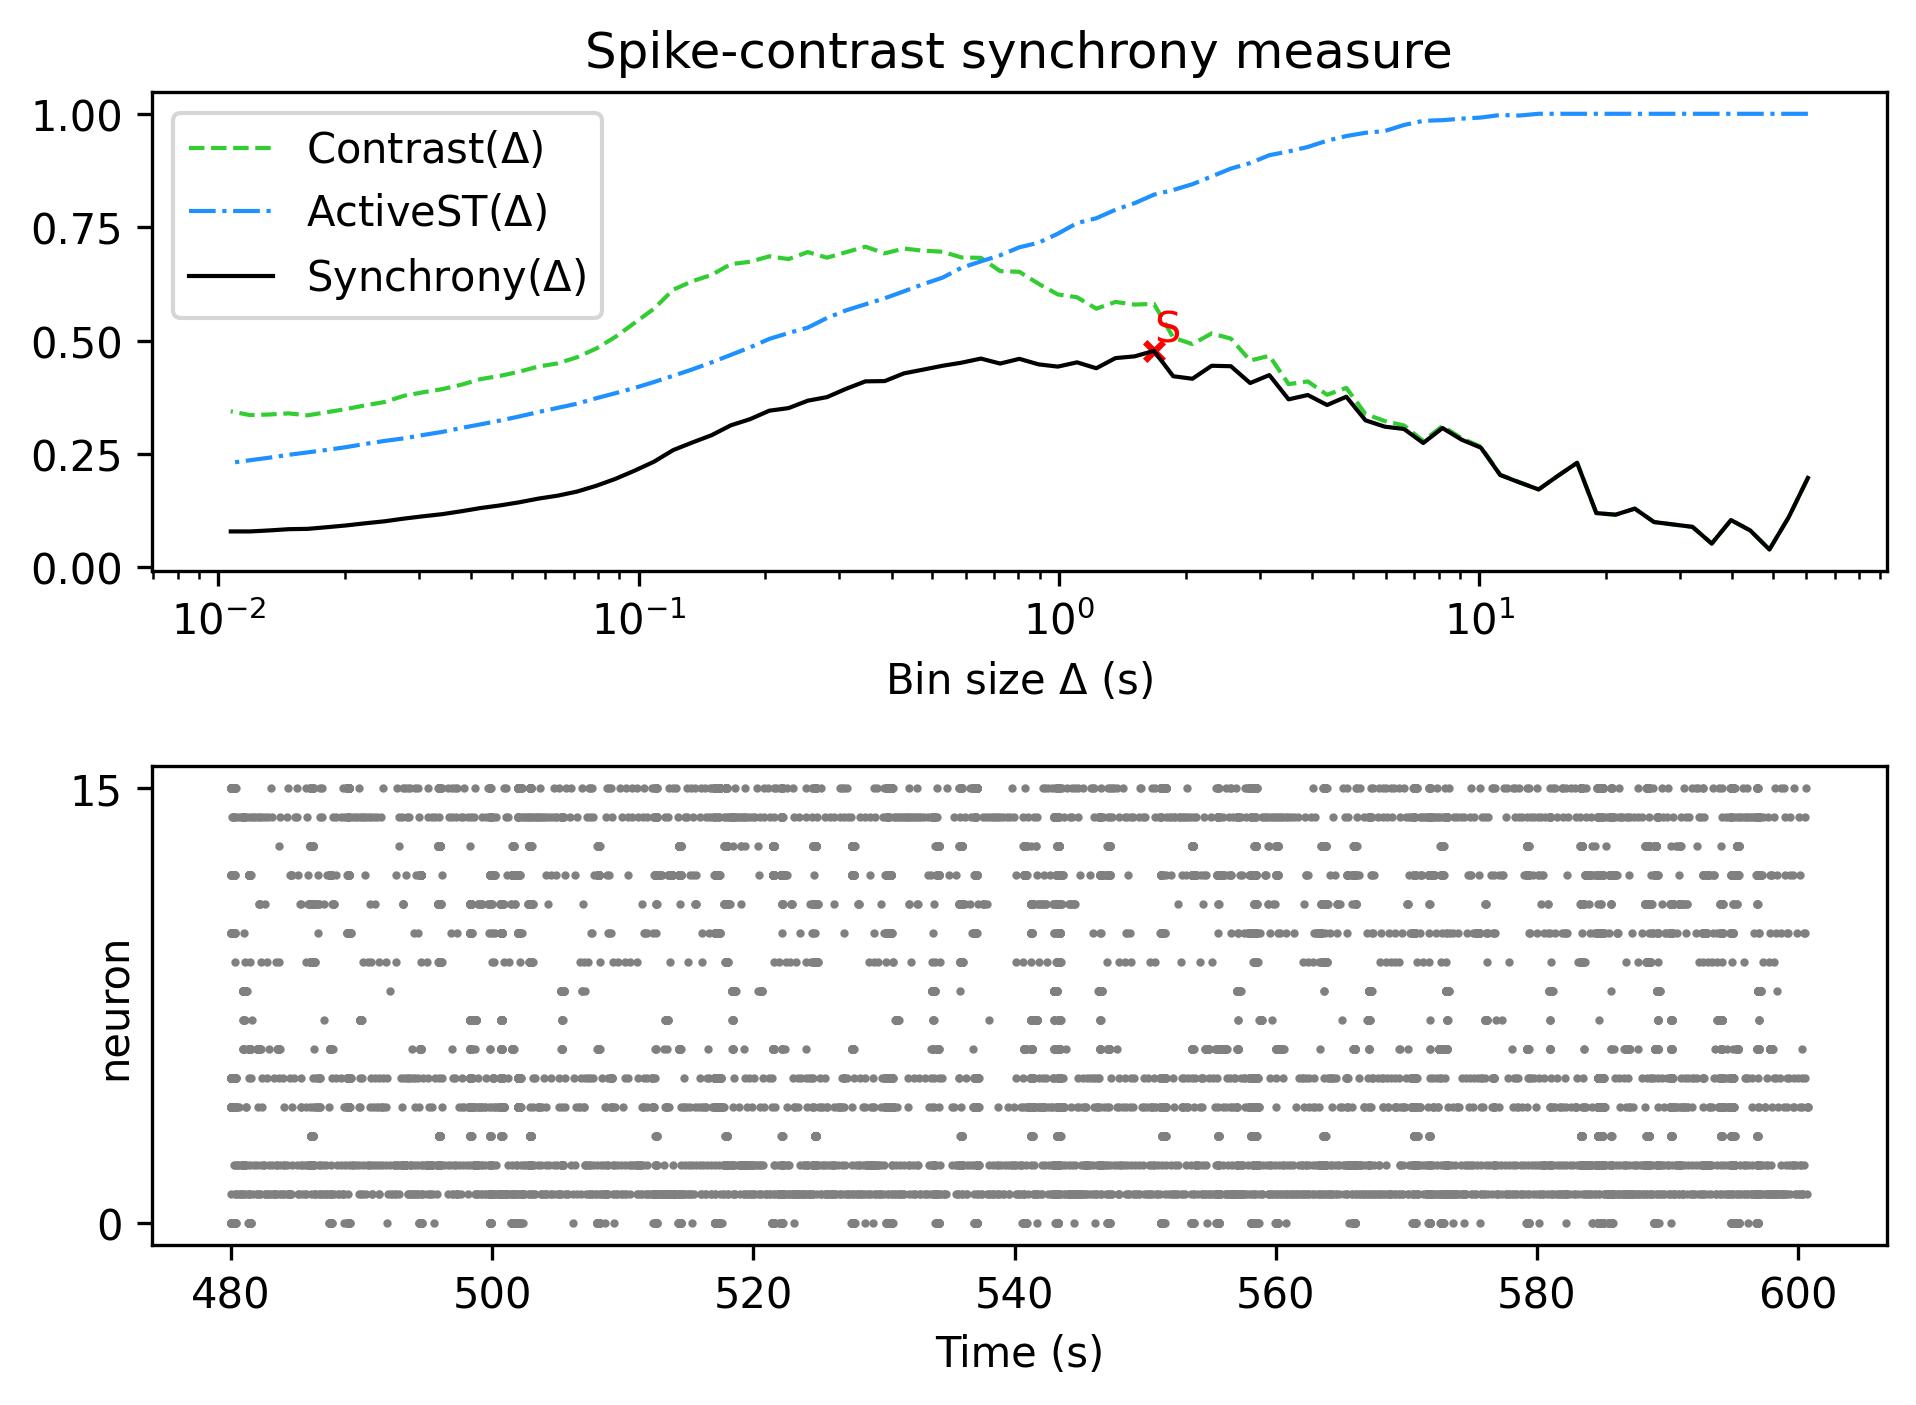 Spike-contrast synchrony measure
1.00
0.75
0.50
0.25
0.00
Contrast(Δ)
ActiveST(Δ)
Synchrony(Δ)
S
10⁻² 10⁻¹ 10⁰ 10¹
Bin size Δ (s)
15
0
neuron
480 500 520 540 560 580 600
Time (s)